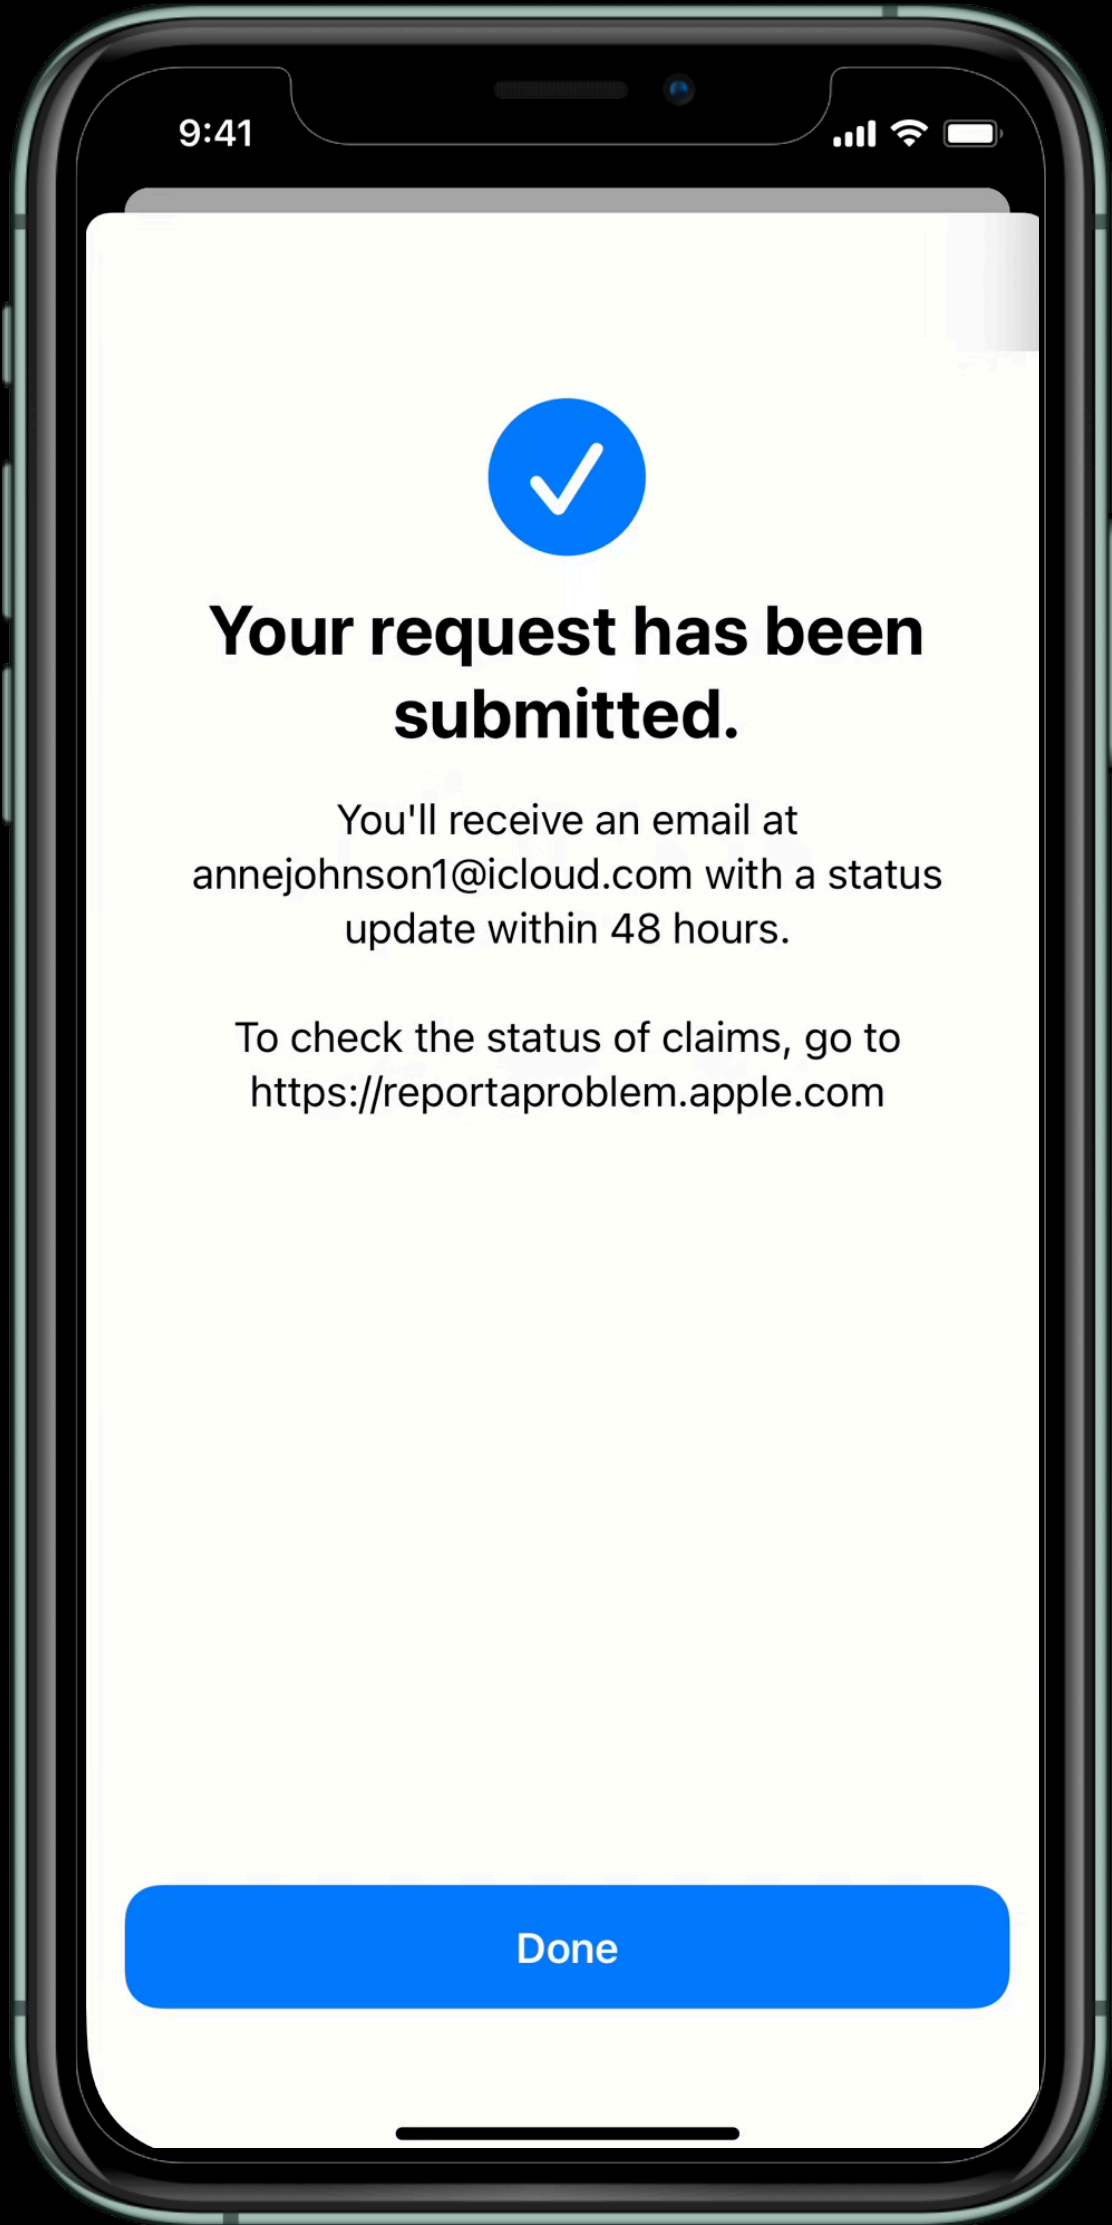 9:41
Your request has been
submitted.
You'll receive an email at
annejohnson1@icloud.com with a status
update within 48 hours.
To check the status of claims, go to
https://reportaproblem.apple.com
Done